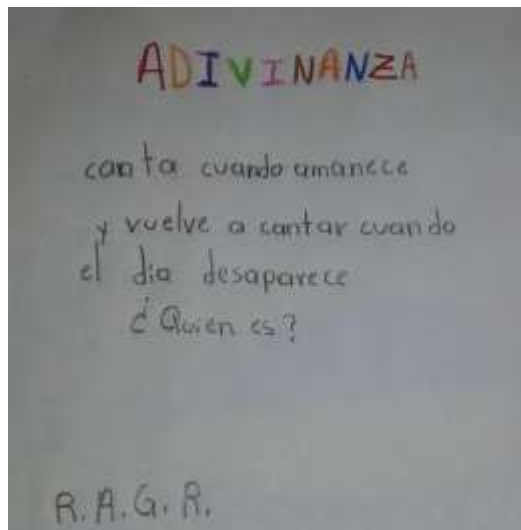 ADIVINANZA
canta cuando amanece
y vuelve a cantar cuando
el dia desaparece
¿Quien es?
R.A.G.R.